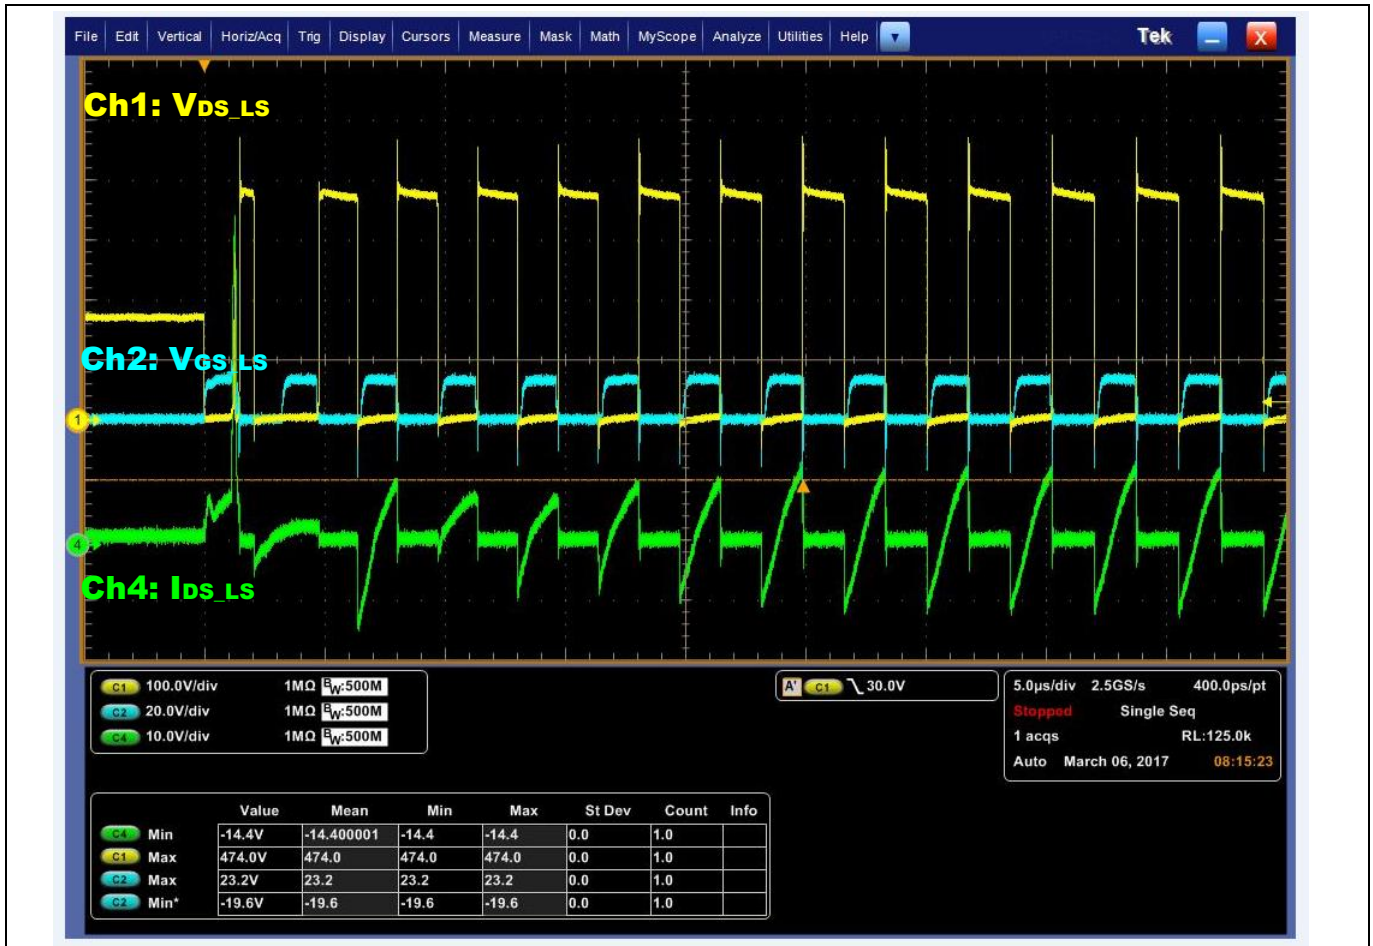 File Edit Vertical Horiz/Acq Trig Display Cursors Measure Mask Math MyScope Analyze Utilities Help Tek X
Ch1: VDS_LS
Ch2: VGS_LS
1
4
Ch4: IDS_LS
C1 100.0V/div 1MΩ BW:500M
C2 20.0V/div 1MΩ BW:500M
C4 10.0V/div 1MΩ BW:500M
A' C1 30.0V
5.0µs/div 2.5GS/s 400.0ps/pt
Stopped Single Seq
1 acqs RL:125.0k
Auto March 06, 2017 08:15:23
Value Mean Min Max St Dev Count Info
C4 Min -14.4V -14.400001 -14.4 -14.4 0.0 1.0
C1 Max 474.0V 474.0 474.0 474.0 0.0 1.0
C2 Max 23.2V 23.2 23.2 23.2 0.0 1.0
C2 Min* -19.6V -19.6 -19.6 -19.6 0.0 1.0